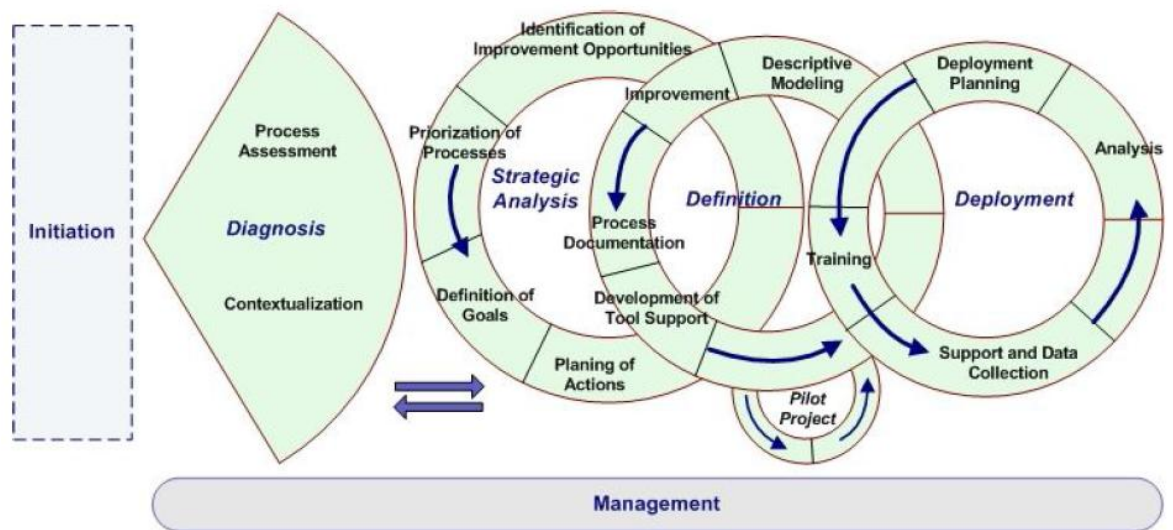 Initiation
Process
Assessment
Diagnosis
Contextualization
Identification of
Improvement Opportunities
Priorization of
Processes
Strategic
Analysis
Definition of
Goals
Planing of
Actions
Improvement
Descriptive
Modeling
Definition
Process
Documentation
Development of
Tool Support
Pilot
Project
Deployment
Planning
Analysis
Deployment
Training
Support and Data
Collection
Management